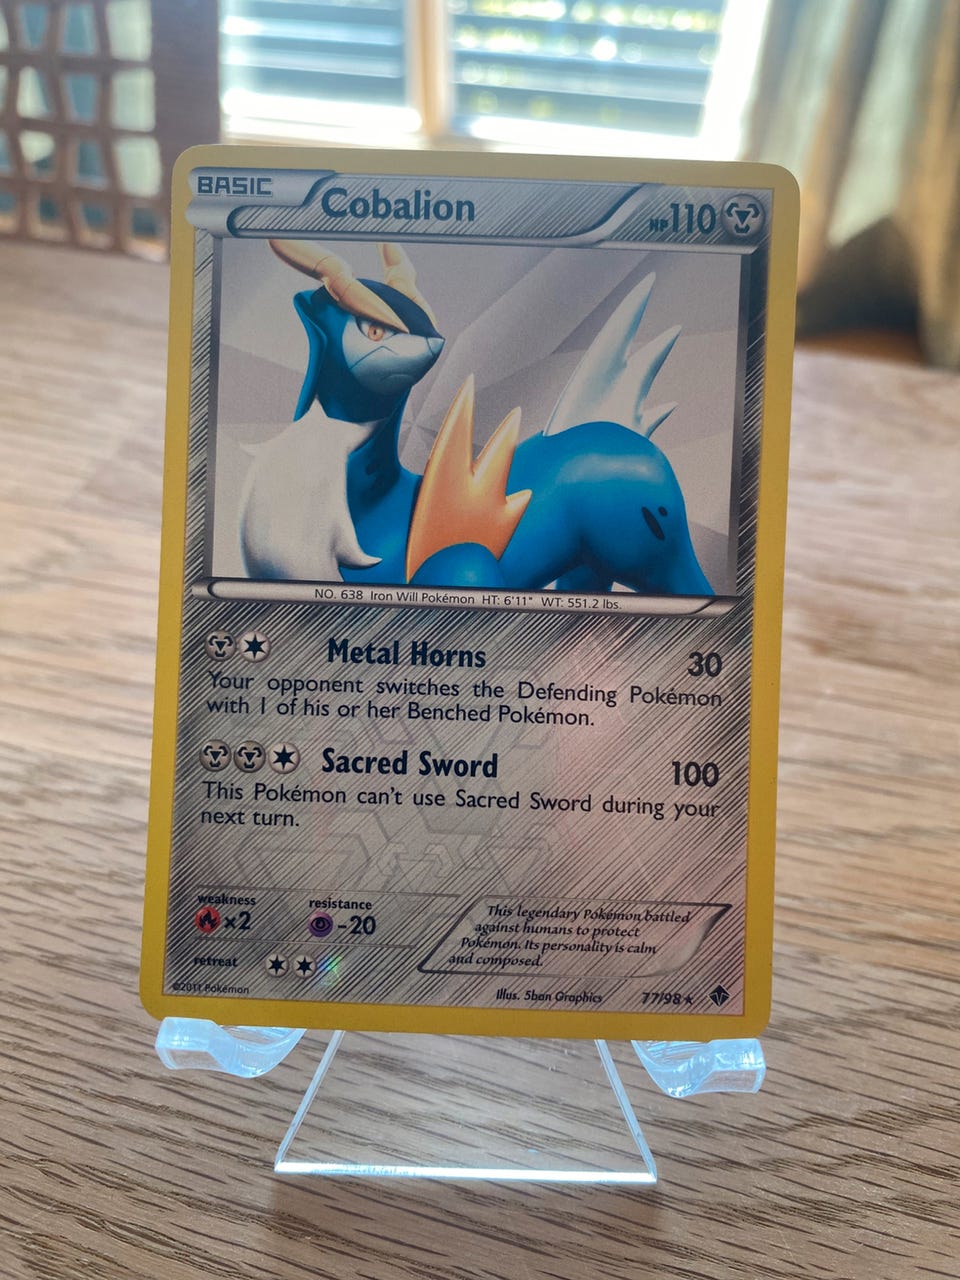 BASIC Cobalion HP110
NO. 638 Iron Will Pokémon HT: 6'11" WT: 551.2 lbs.
Metal Horns 30
Your opponent switches the Defending Pokémon
with 1 of his or her Benched Pokémon.
Sacred Sword 100
This Pokémon can't use Sacred Sword during your
next turn.
weakness resistance
×2 -20
retreat
This legendary Pokémon battled
against humans to protect
Pokémon. Its personality is calm
and composed.
©2011 Pokémon Illus. 5ban Graphics 77/98 ★